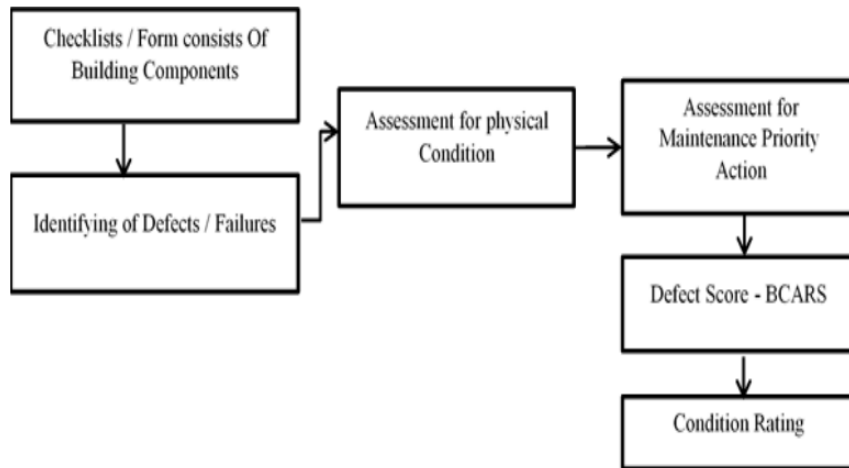 Checklists / Form consists Of
Building Components
Identifying of Defects / Failures
Assessment for physical
Condition
Assessment for
Maintenance Priority
Action
Defect Score - BCARS
Condition Rating